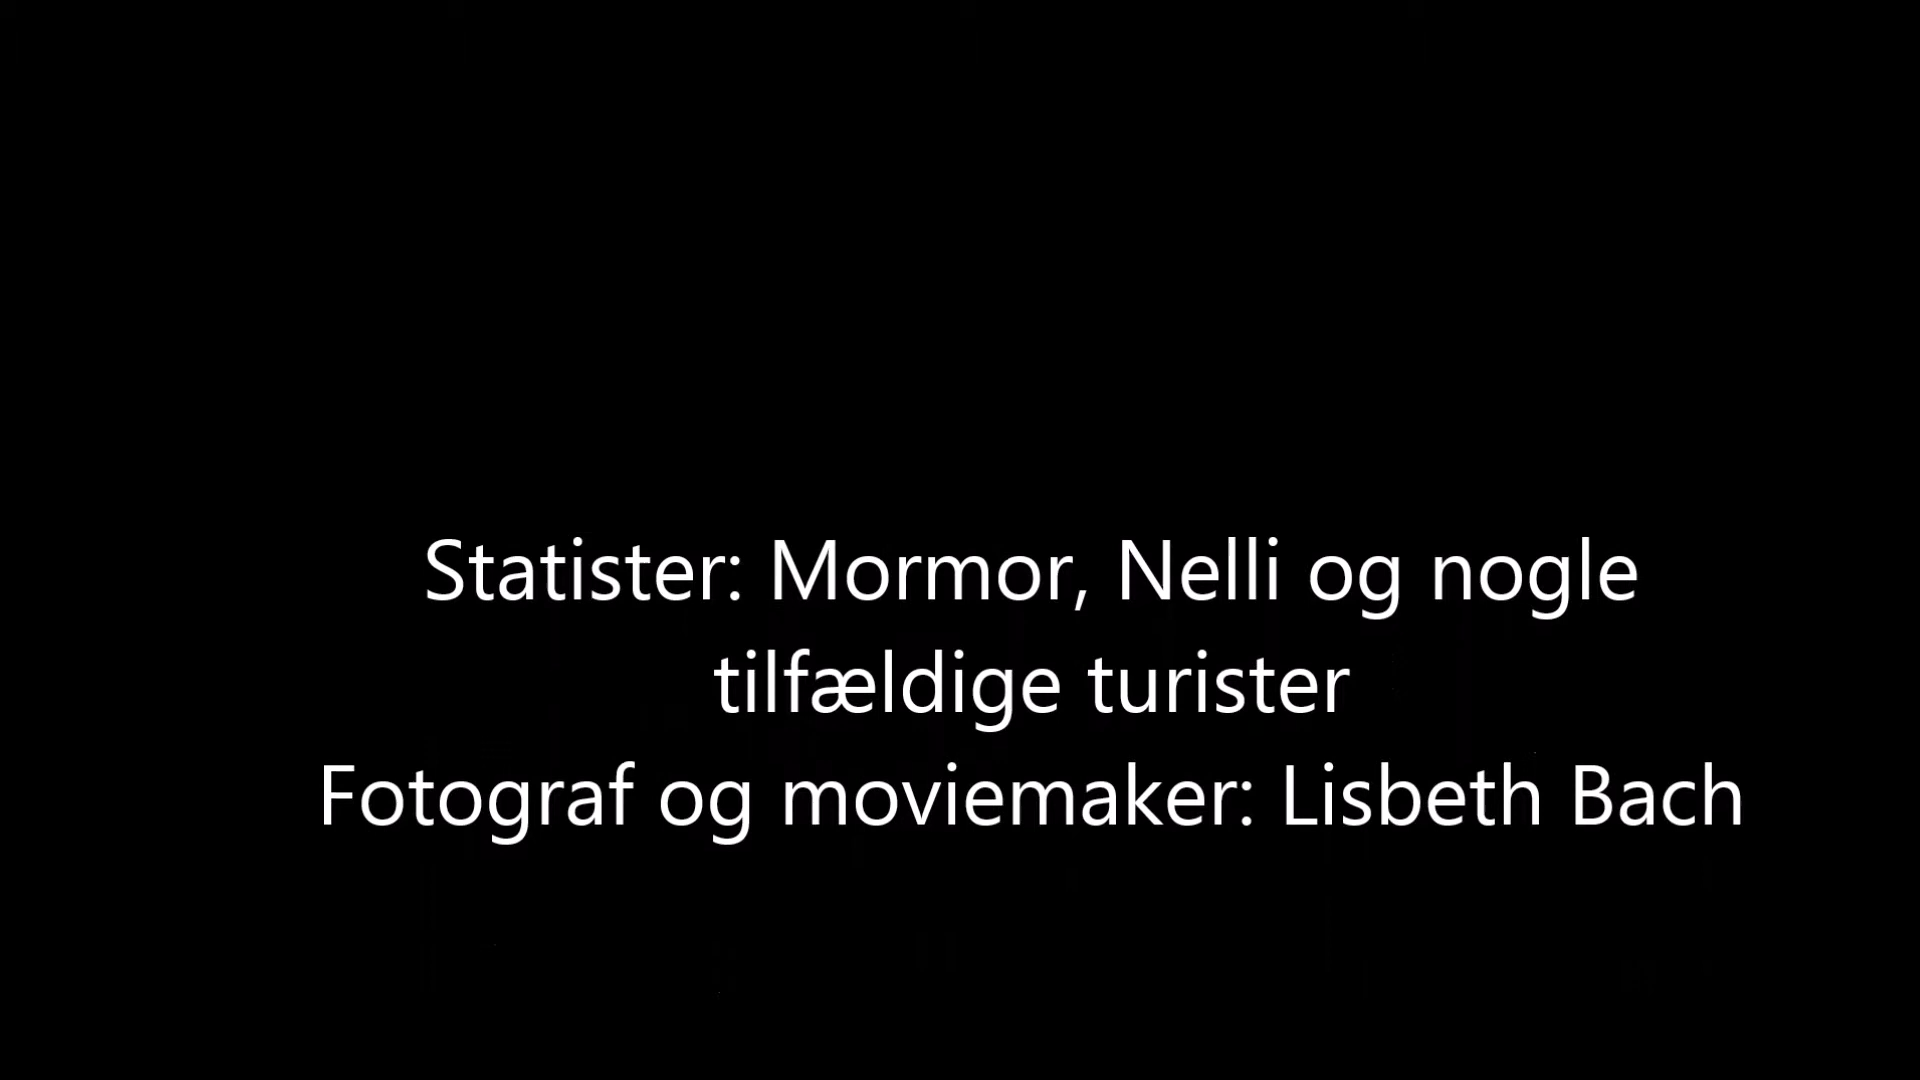 Statister: Mormor, Nelli og nogle
tilfældige turister
Fotograf og moviemaker: Lisbeth Bach